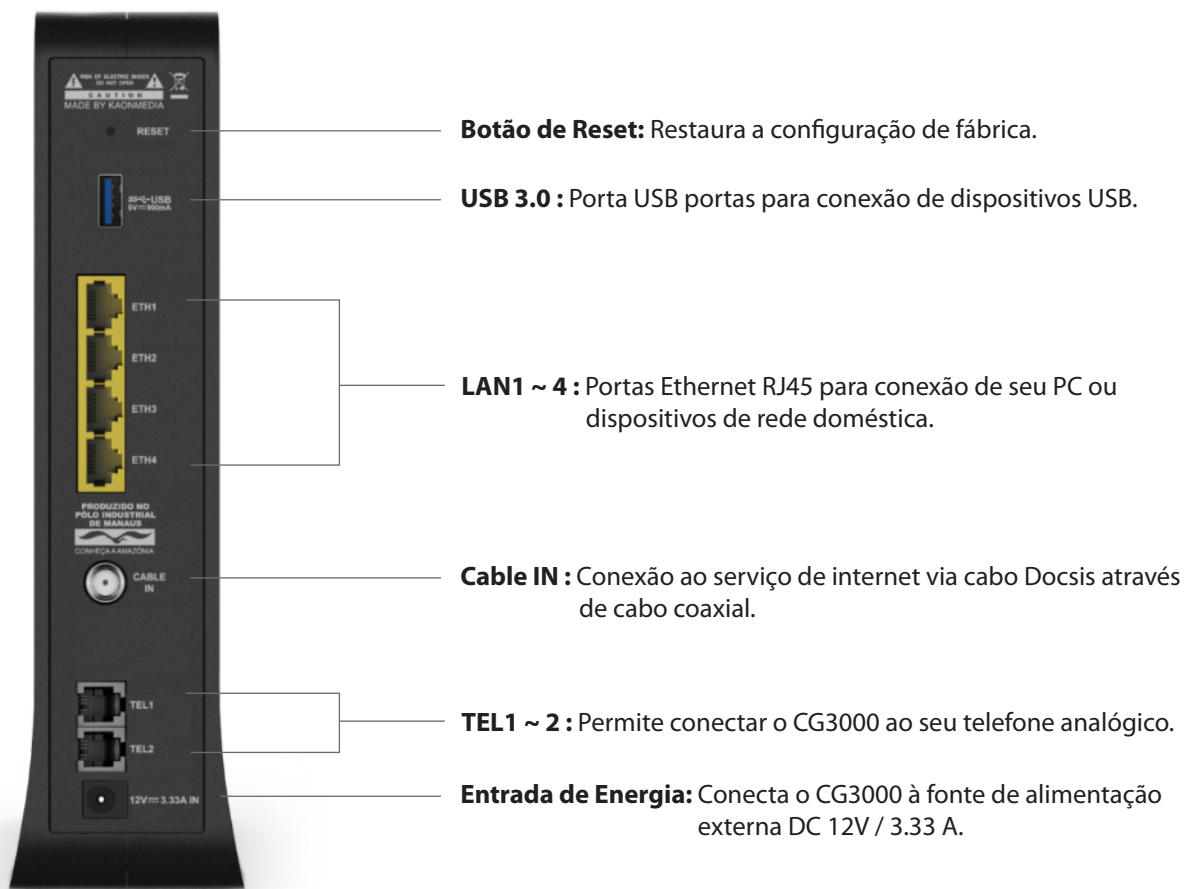 RISK OF ELECTRIC SHOCK
DO NOT OPEN
CAUTION
MADE BY KAONMEDIA
RESET
USB
5V⎓900mA
ETH1
ETH2
ETH3
ETH4
PRODUZIDO NO
PÓLO INDUSTRIAL
DE MANAUS
CONHEÇA A AMAZÔNIA
CABLE
IN
TEL1
TEL2
12V⎓3.33A IN
Botão de Reset: Restaura a configuração de fábrica.
USB 3.0 : Porta USB portas para conexão de dispositivos USB.
LAN1 ~ 4 : Portas Ethernet RJ45 para conexão de seu PC ou
dispositivos de rede doméstica.
Cable IN : Conexão ao serviço de internet via cabo Docsis através
de cabo coaxial.
TEL1 ~ 2 : Permite conectar o CG3000 ao seu telefone analógico.
Entrada de Energia: Conecta o CG3000 à fonte de alimentação
externa DC 12V / 3.33 A.